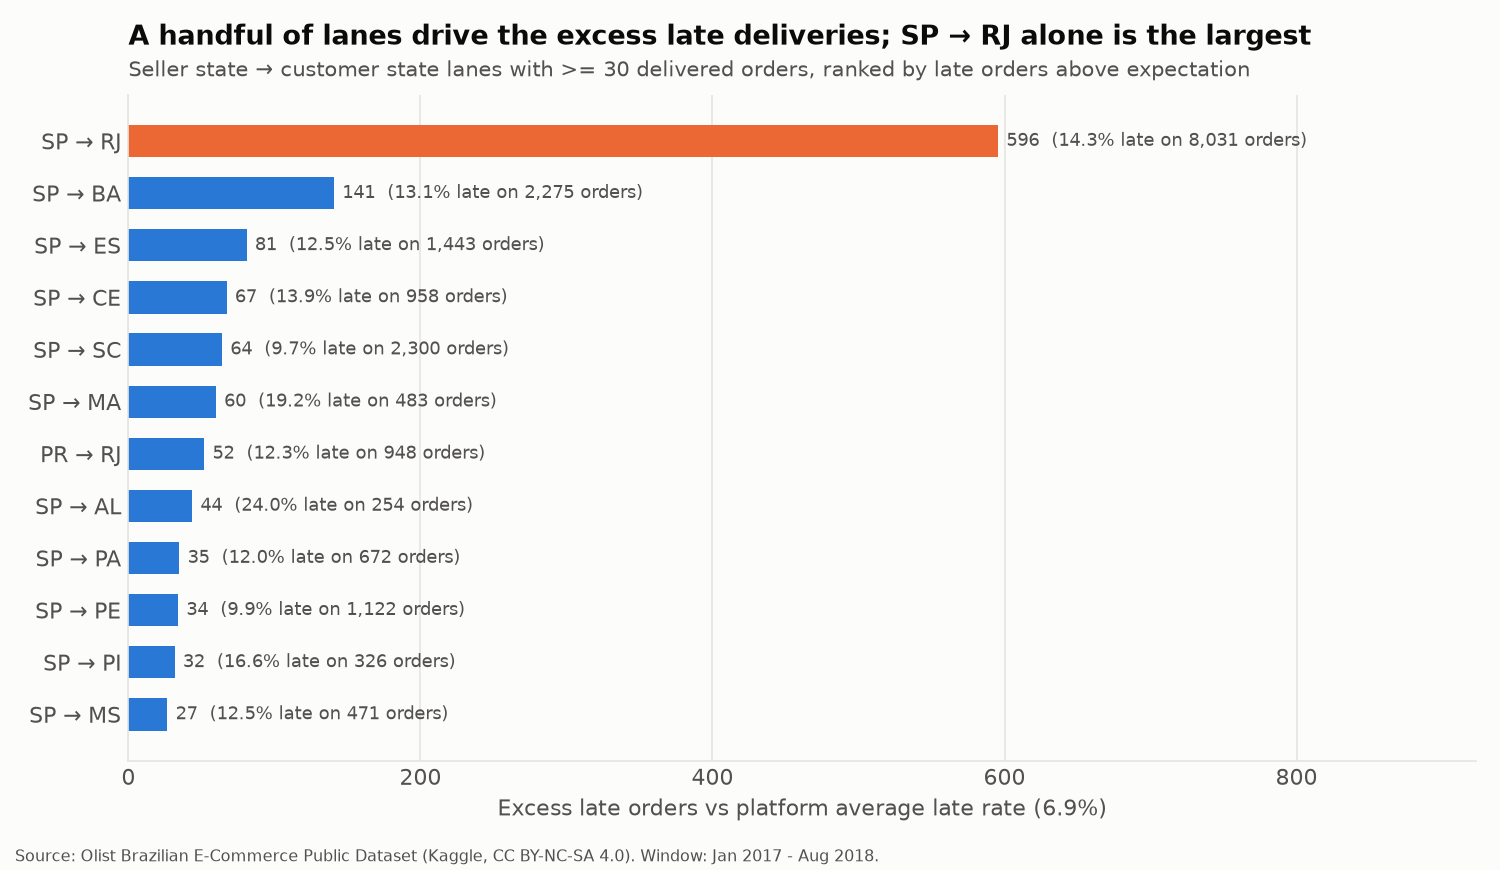 A handful of lanes drive the excess late deliveries; SP → RJ alone is the largest
Seller state → customer state lanes with >= 30 delivered orders, ranked by late orders above expectation
SP → RJ 596 (14.3% late on 8,031 orders)
SP → BA 141 (13.1% late on 2,275 orders)
SP → ES 81 (12.5% late on 1,443 orders)
SP → CE 67 (13.9% late on 958 orders)
SP → SC 64 (9.7% late on 2,300 orders)
SP → MA 60 (19.2% late on 483 orders)
PR → RJ 52 (12.3% late on 948 orders)
SP → AL 44 (24.0% late on 254 orders)
SP → PA 35 (12.0% late on 672 orders)
SP → PE 34 (9.9% late on 1,122 orders)
SP → PI 32 (16.6% late on 326 orders)
SP → MS 27 (12.5% late on 471 orders)
0 200 400 600 800
Excess late orders vs platform average late rate (6.9%)
Source: Olist Brazilian E-Commerce Public Dataset (Kaggle, CC BY-NC-SA 4.0). Window: Jan 2017 - Aug 2018.